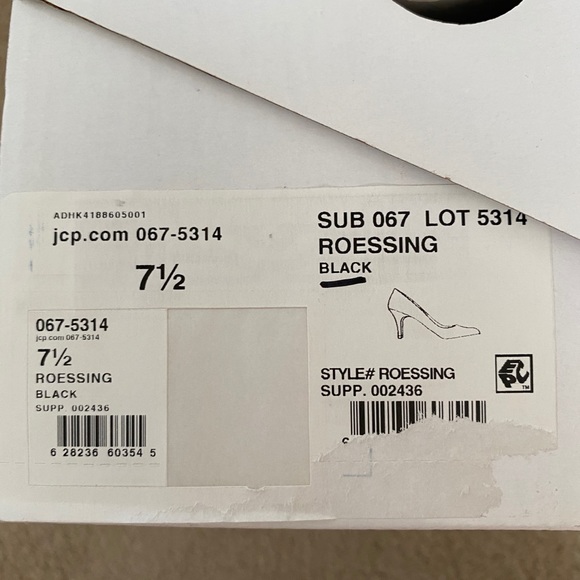 ADHK4188605001
jcp.com 067-5314
7½
067-5314
jcp.com 067-5314
7½
ROESSING
BLACK
SUPP. 002436
6 28236 60354 5
SUB 067 LOT 5314
ROESSING
BLACK
STYLE# ROESSING
SUPP. 002436
TM